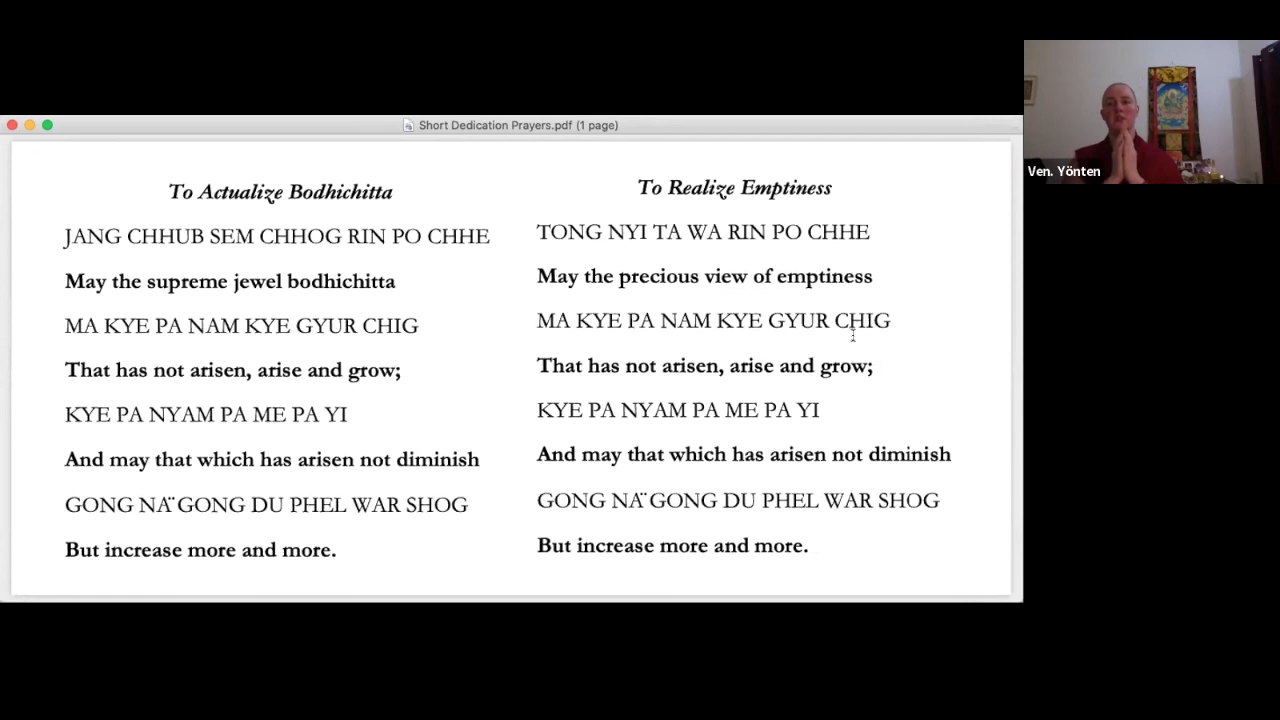 Short Dedication Prayers.pdf (1 page)
To Actualize Bodhichitta
JANG CHHUB SEM CHHOG RIN PO CHHE
May the supreme jewel bodhichitta
MA KYE PA NAM KYE GYUR CHIG
That has not arisen, arise and grow;
KYE PA NYAM PA ME PA YI
And may that which has arisen not diminish
GONG NA¨ GONG DU PHEL WAR SHOG
But increase more and more.
To Realize Emptiness
TONG NYI TA WA RIN PO CHHE
May the precious view of emptiness
MA KYE PA NAM KYE GYUR CHIG
That has not arisen, arise and grow;
KYE PA NYAM PA ME PA YI
And may that which has arisen not diminish
GONG NA¨ GONG DU PHEL WAR SHOG
But increase more and more.
Ven. Yönten